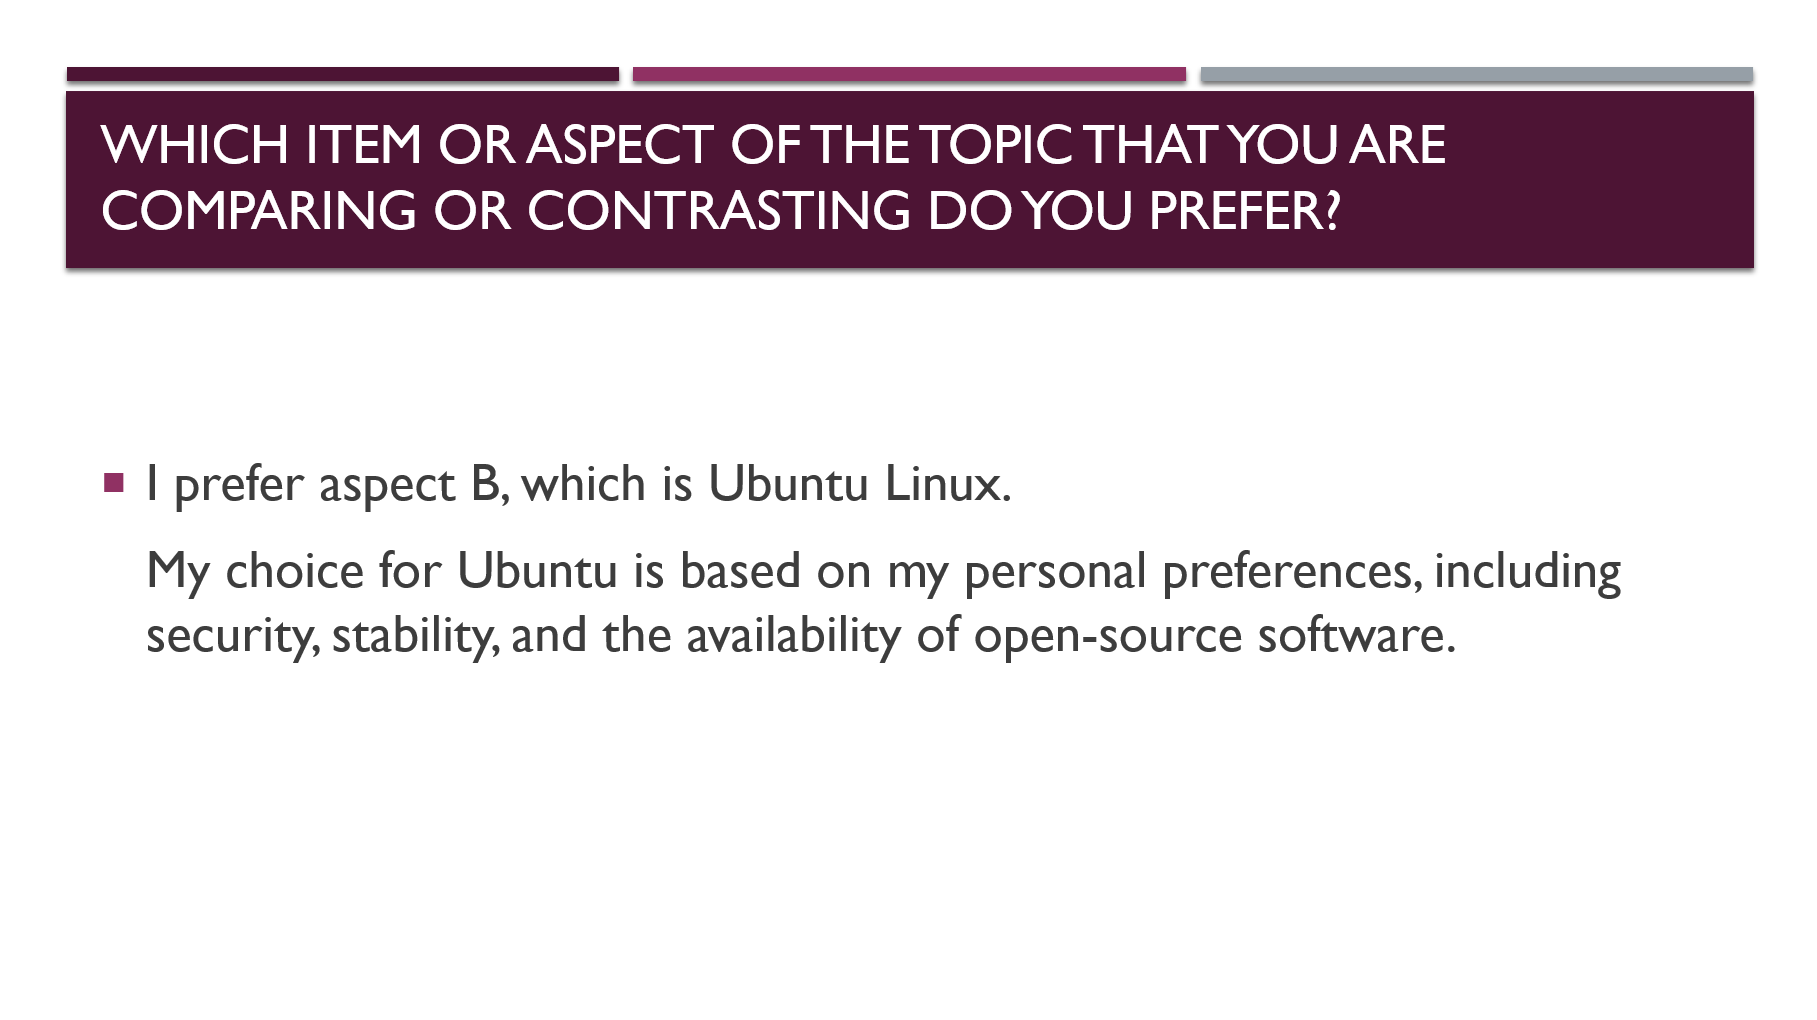 WHICH ITEM OR ASPECT OF THE TOPIC THAT YOU ARE
COMPARING OR CONTRASTING DO YOU PREFER?
I prefer aspect B, which is Ubuntu Linux.
My choice for Ubuntu is based on my personal preferences, including
security, stability, and the availability of open-source software.